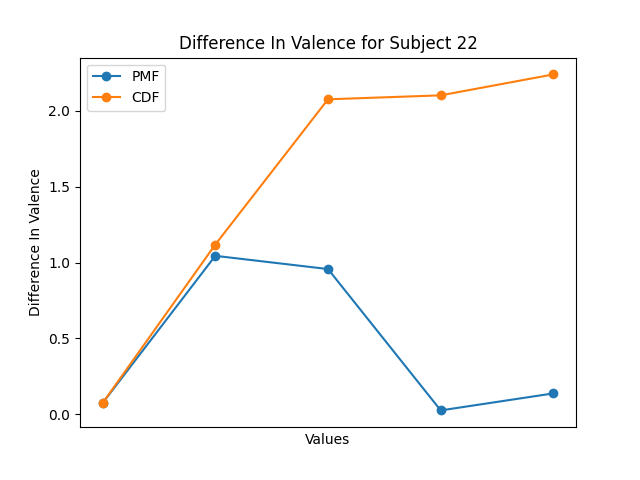 Difference In Valence for Subject 22
PMF
CDF
2.0
1.5
1.0
0.5
0.0
Difference In Valence
Values